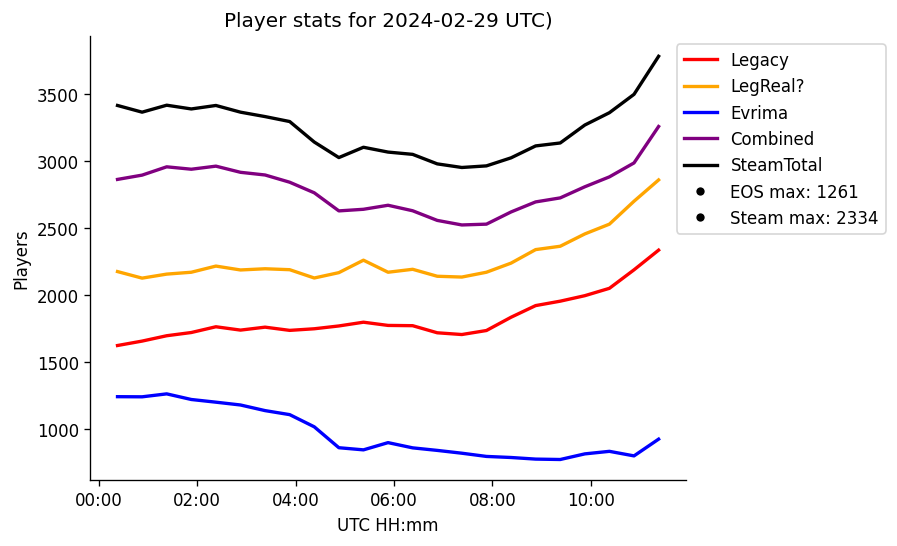 Player stats for 2024-02-29 UTC)
Legacy
LegReal?
Evrima
Combined
SteamTotal
EOS max: 1261
Steam max: 2334
Players
3500
3000
2500
2000
1500
1000
00:00 02:00 04:00 06:00 08:00 10:00
UTC HH:mm